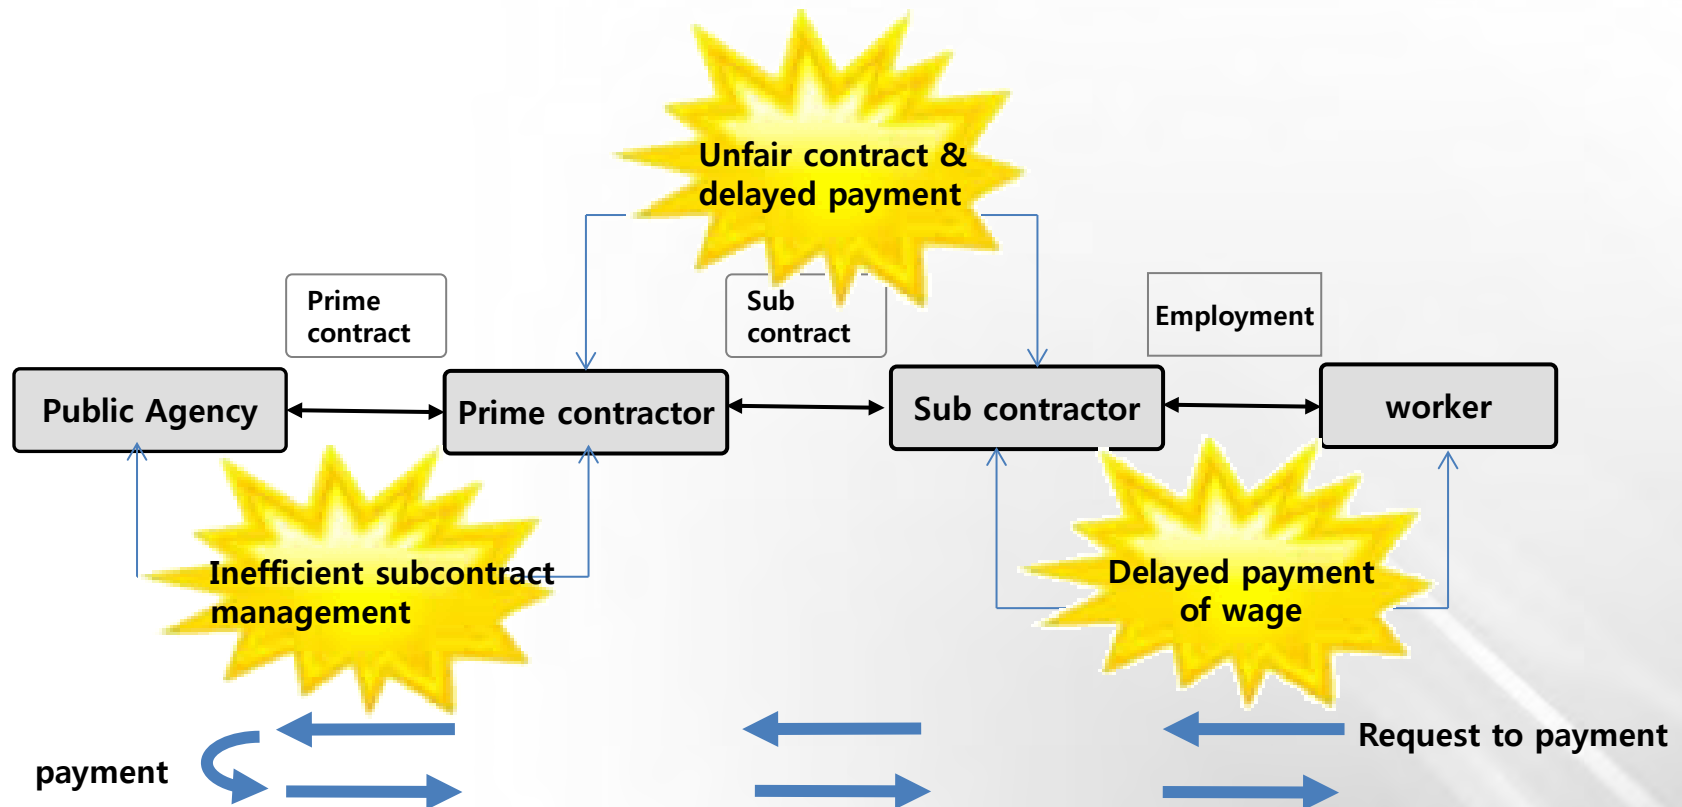 Unfair contract &
delayed payment
Prime
contract
Sub
contract
Employment
Public Agency
Prime contractor
Sub contractor
worker
Inefficient subcontract
management
Delayed payment
of wage
Request to payment
payment